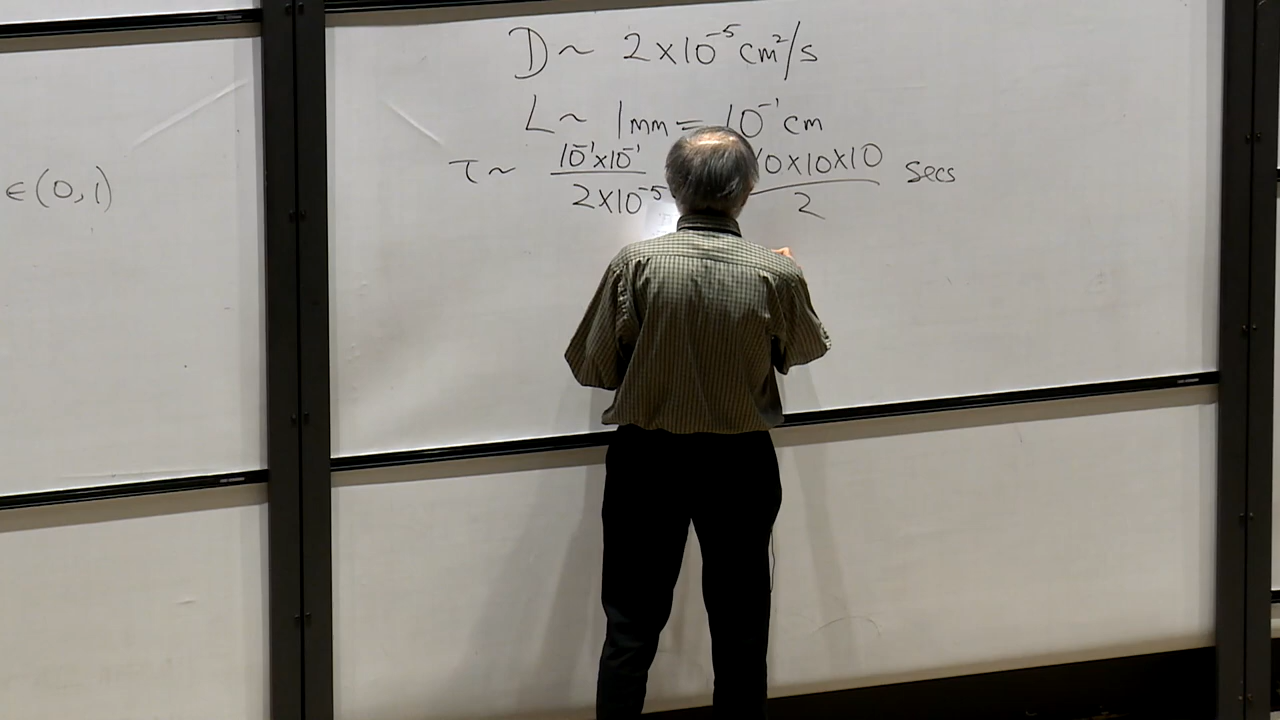 ∈(0,1)
D ~ 2×10⁻⁵ cm²/s
L ~ 1mm = 10⁻¹ cm
τ ~ 10⁻¹×10⁻¹ / 2×10⁻⁵ 10×10×10 / 2 secs